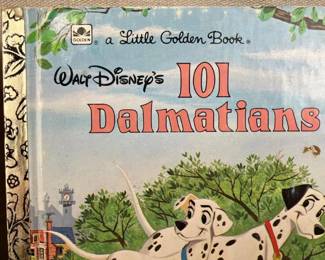 GOLDEN
a Little Golden Book®
WALT DISNEY'S 101
Dalmatians